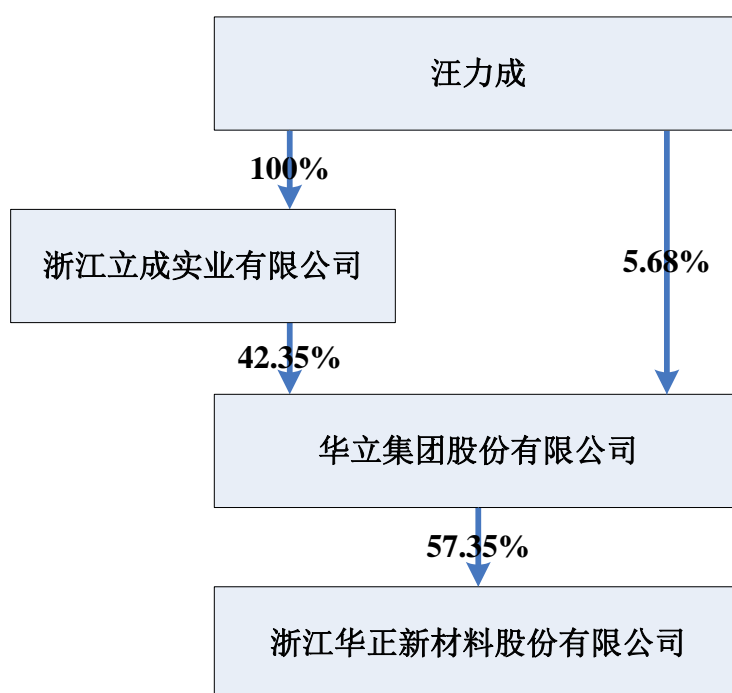 汪力成
100%
浙江立成实业有限公司
5.68%
42.35%
华立集团股份有限公司
57.35%
浙江华正新材料股份有限公司